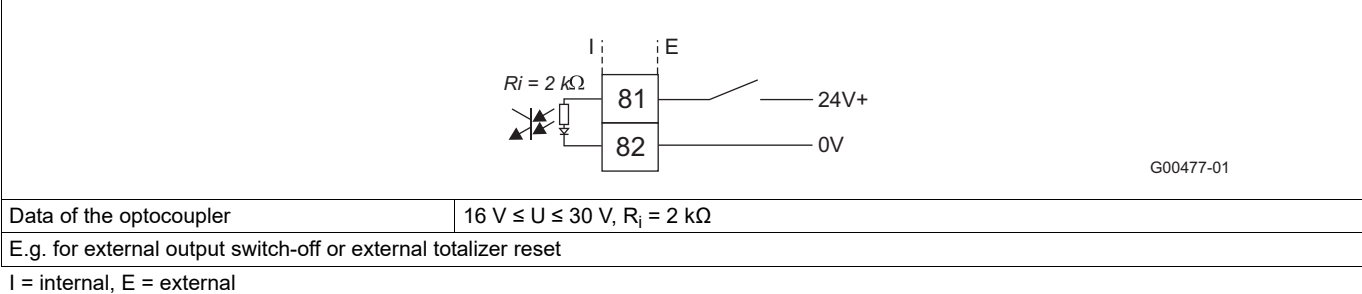 I E
Ri = 2 kΩ
81
24V+
82
0V
G00477-01
Data of the optocoupler 16 V ≤ U ≤ 30 V, Ri = 2 kΩ
E.g. for external output switch-off or external totalizer reset
I = internal, E = external